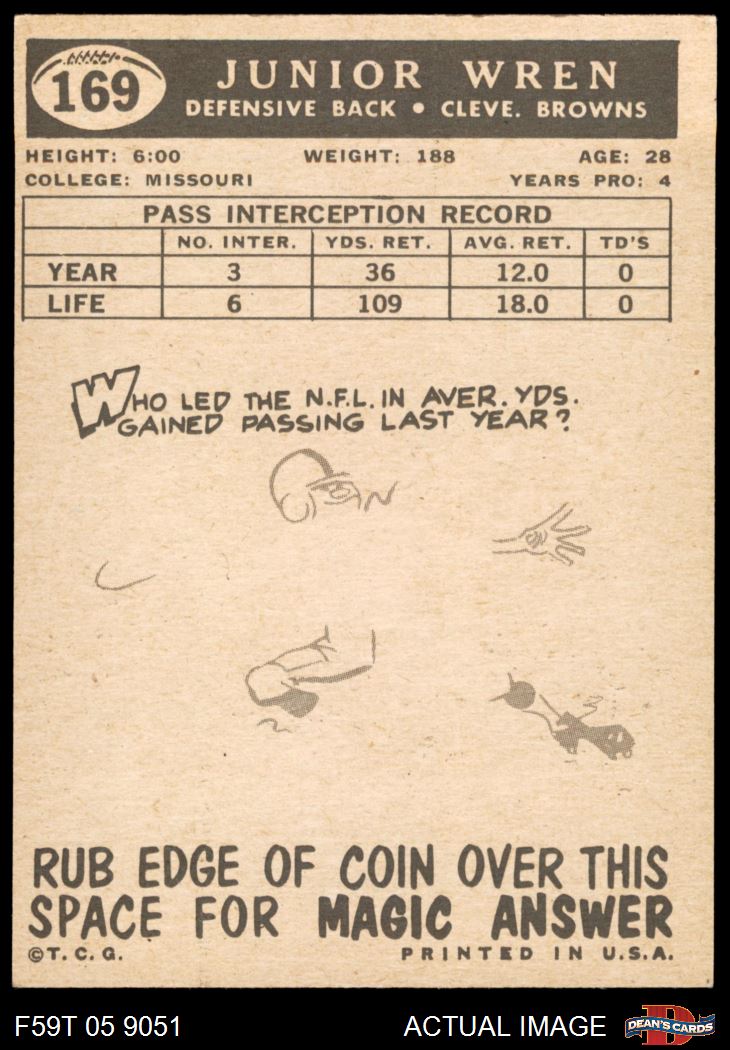 169
JUNIOR WREN
DEFENSIVE BACK • CLEVE. BROWNS
HEIGHT: 6:00 WEIGHT: 188 AGE: 28
COLLEGE: MISSOURI YEARS PRO: 4
PASS INTERCEPTION RECORD
NO. INTER. YDS. RET. AVG. RET. TD'S
YEAR 3 36 12.0 0
LIFE 6 109 18.0 0
WHO LED THE N.F.L. IN AVER. YDS.
GAINED PASSING LAST YEAR?
RUB EDGE OF COIN OVER THIS
SPACE FOR MAGIC ANSWER
©T. C. G. PRINTED IN U.S.A.
F59T 05 9051 ACTUAL IMAGE D DEAN'S CARDS